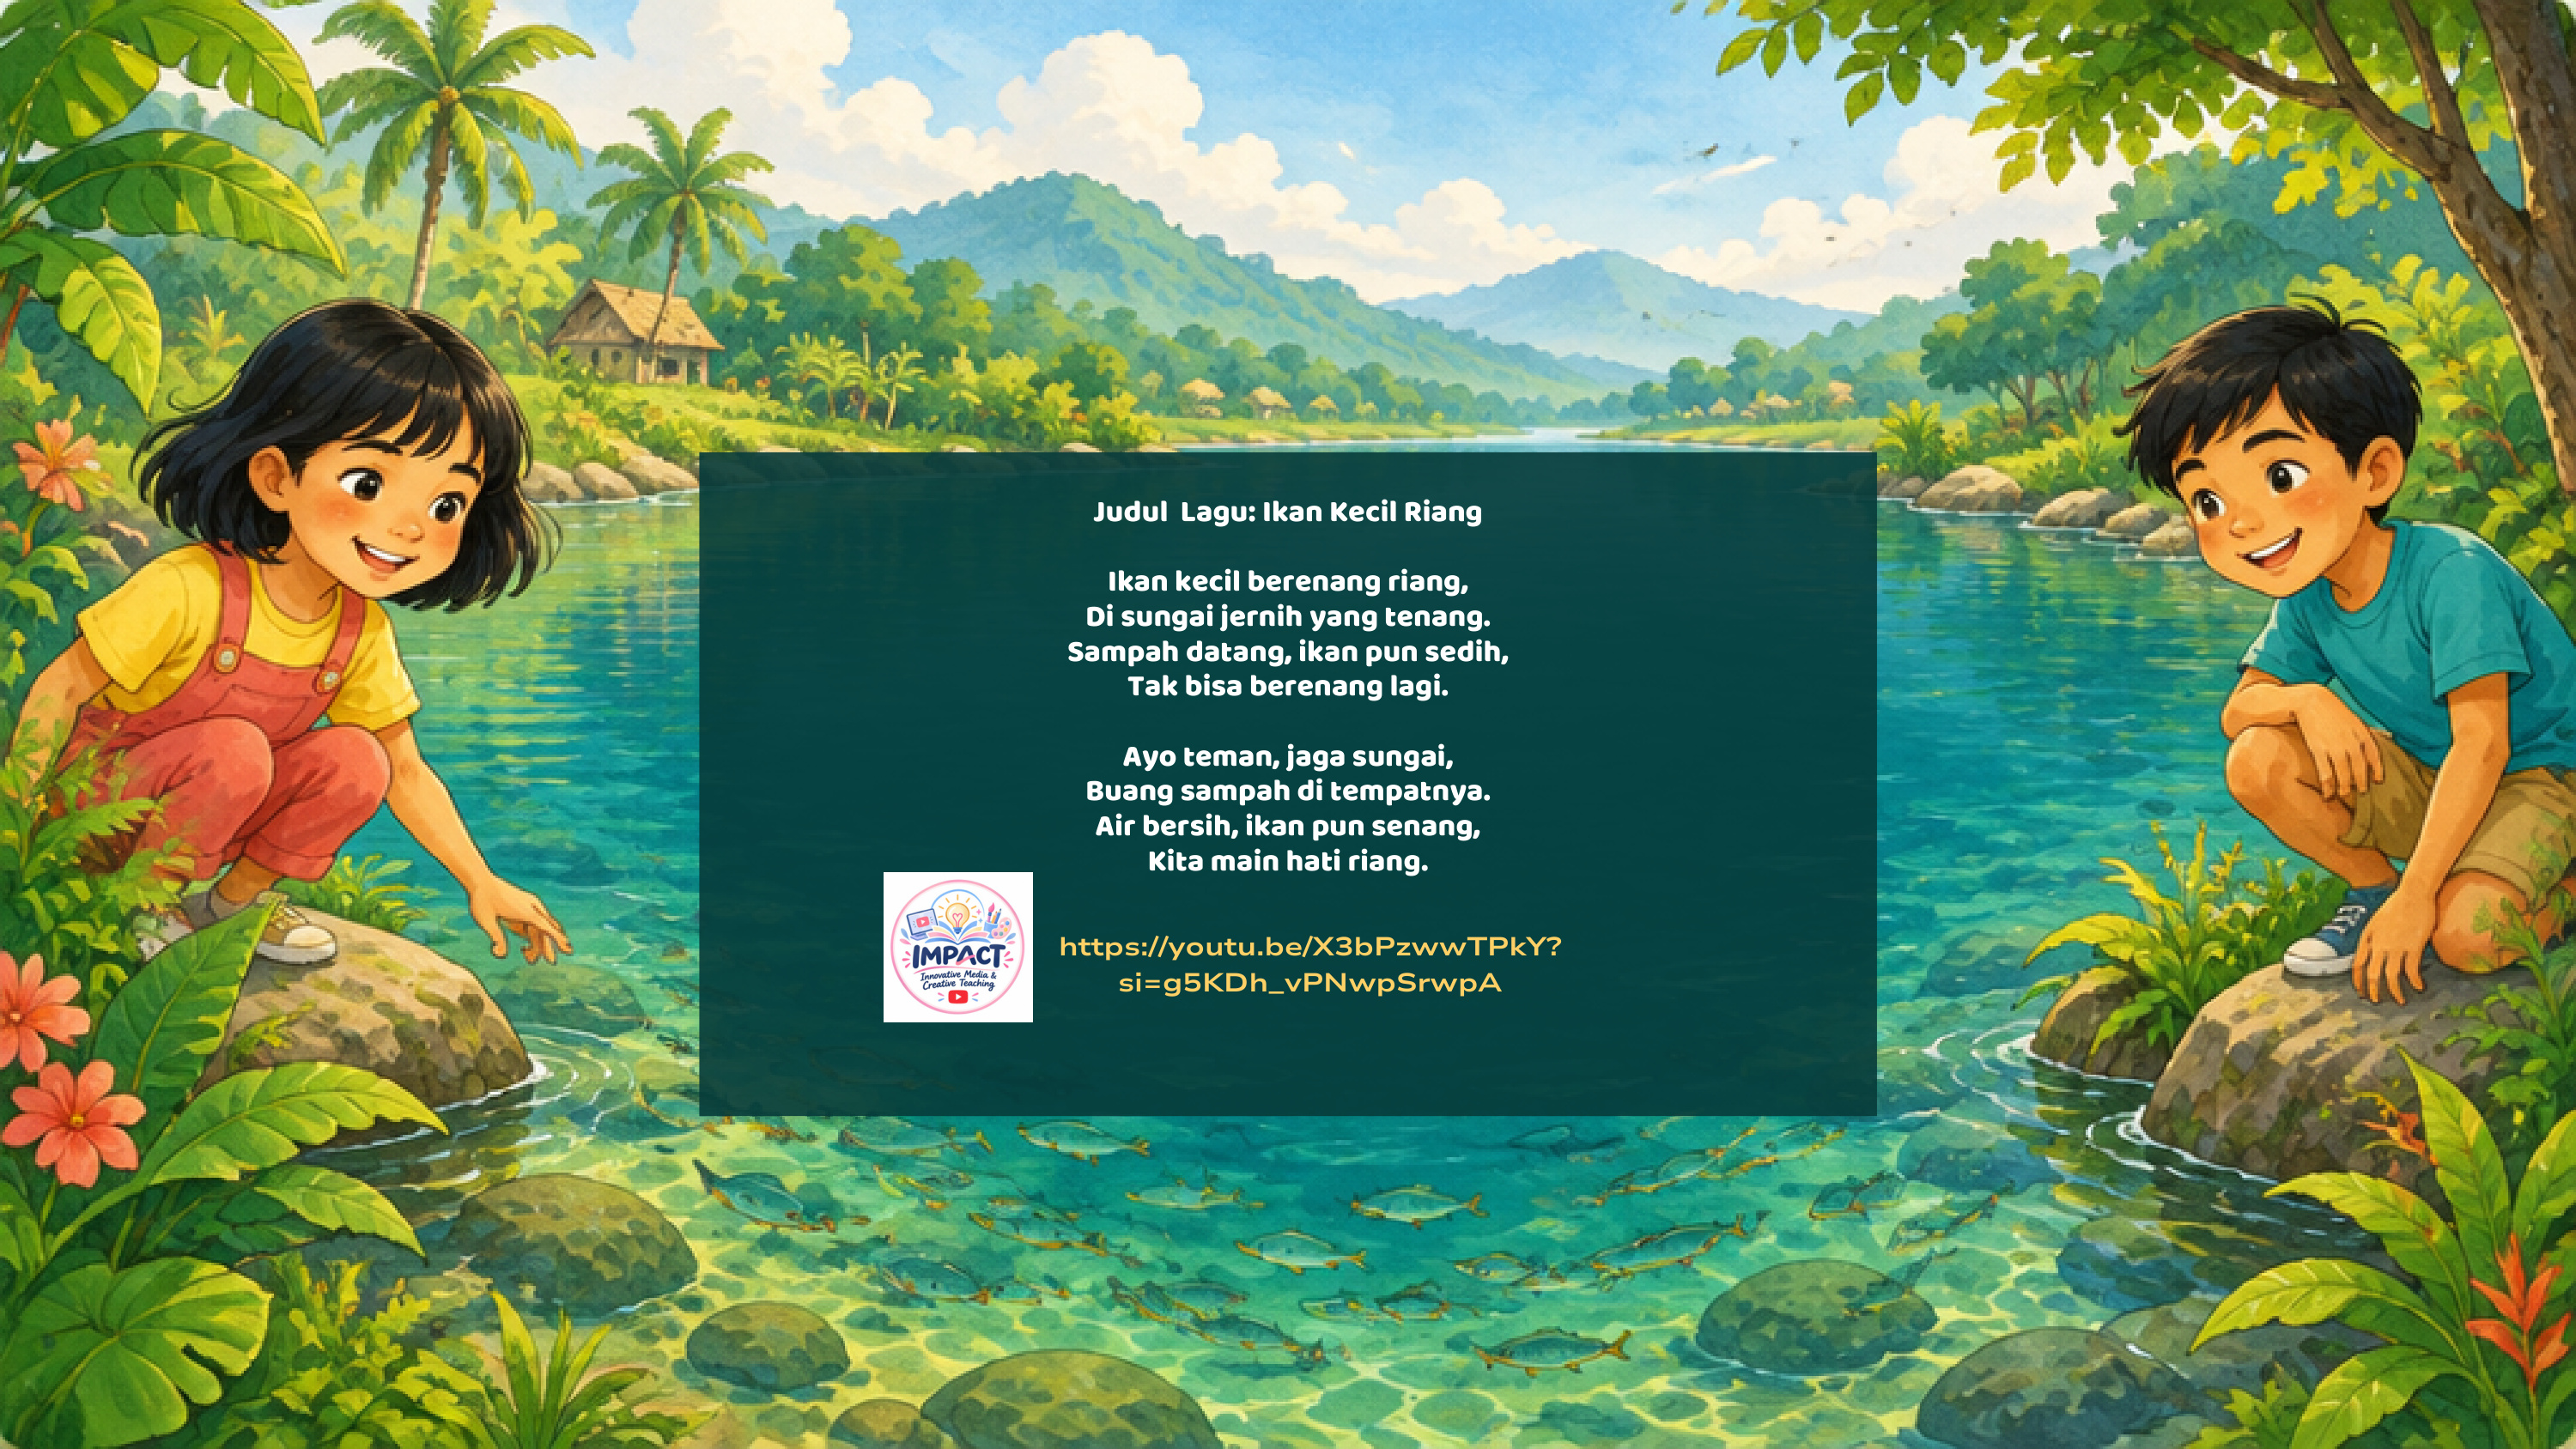 Judul  Lagu: Ikan Kecil Riang
Ikan kecil berenang riang,
Di sungai jernih yang tenang.
Sampah datang, ikan pun sedih,
Tak bisa berenang lagi.
Ayo teman, jaga sungai,
Buang sampah di tempatnya.
Air bersih, ikan pun senang,
Kita main hati riang.
IMPACT
Innovative Media &
Creative Teaching
https://youtu.be/X3bPzwwTPkY?
si=g5KDh_vPNwpSrwpA